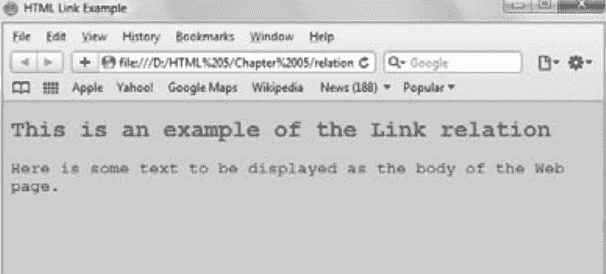 HTML Link Example
File Edit View History Bookmarks Window Help
file:///D:/HTML%205/Chapter%2005/relation Google
Apple Yahoo! Google Maps Wikipedia News (188) Popular
This is an example of the Link relation
Here is some text to be displayed as the body of the Web
page.